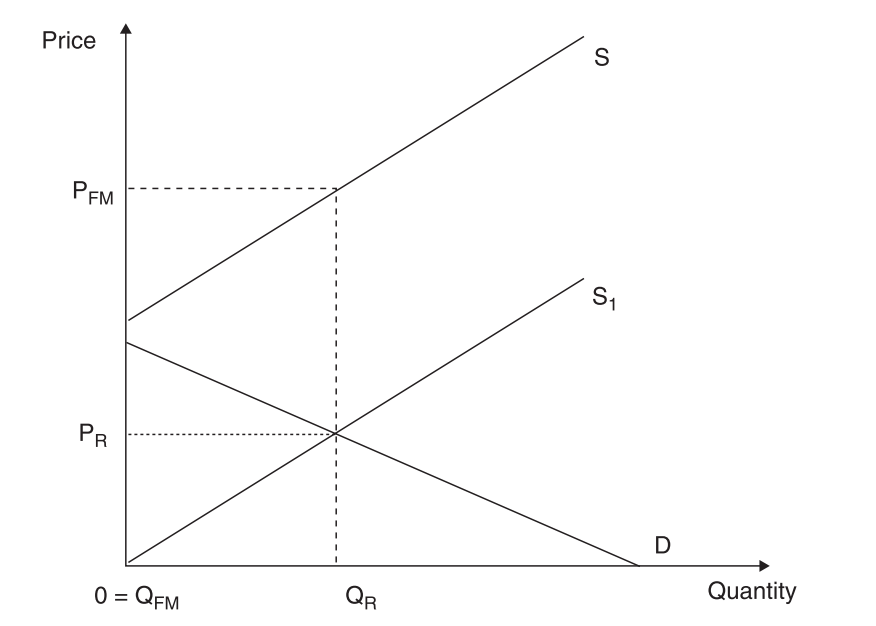 Price
S
P_FM
S_1
P_R
D
0 = Q_FM
Q_R
Quantity